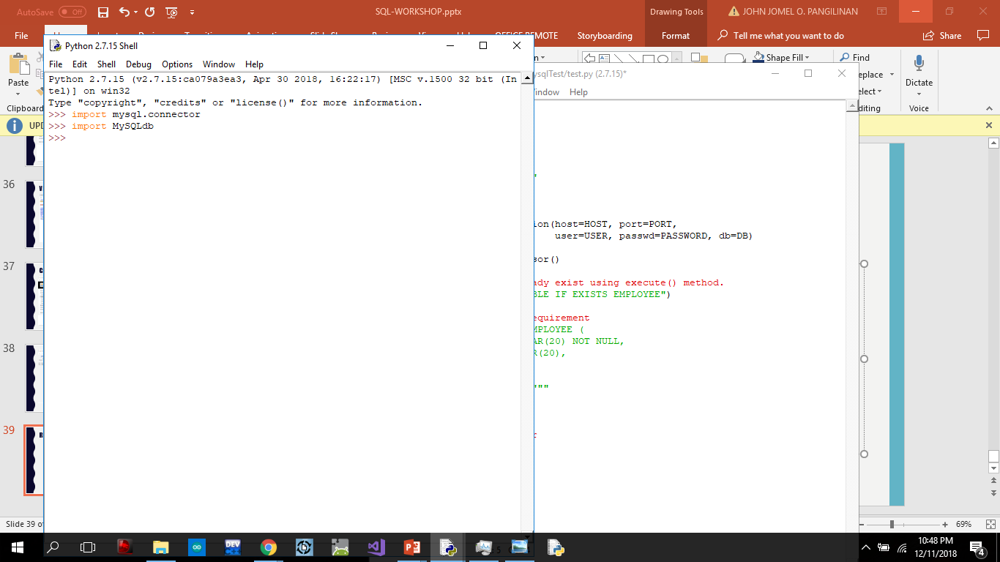 AutoSave Off
SQL-WORKSHOP.pptx
Drawing Tools
JOHN JOMEL O. PANGILINAN
File
OFFICE REMOTE
Storyboarding
Format
Tell me what you want to do
Share
Python 2.7.15 Shell
File Edit Shell Debug Options Window Help
Python 2.7.15 (v2.7.15:ca079a3ea3, Apr 30 2018, 16:22:17) [MSC v.1500 32 bit (In
tel)] on win32
Type "copyright", "credits" or "license()" for more information.
>>> import mysql.connector
>>> import MySQLdb
>>>
Paste
Clipboard
Shape Fill
Find
eplace
elect
diting
Dictate
Voice
UPD
ysqlTest/test.py (2.7.15)*
indow Help
"
ion(host=HOST, port=PORT,
user=USER, passwd=PASSWORD, db=DB)
sor()
ady exist using execute() method.
BLE IF EXISTS EMPLOYEE")
equirement
MPLOYEE (
AR(20) NOT NULL,
R(20),
"""
r
36
37
38
39
Slide 39 of
69%
DEV
10:48 PM
12/11/2018
4